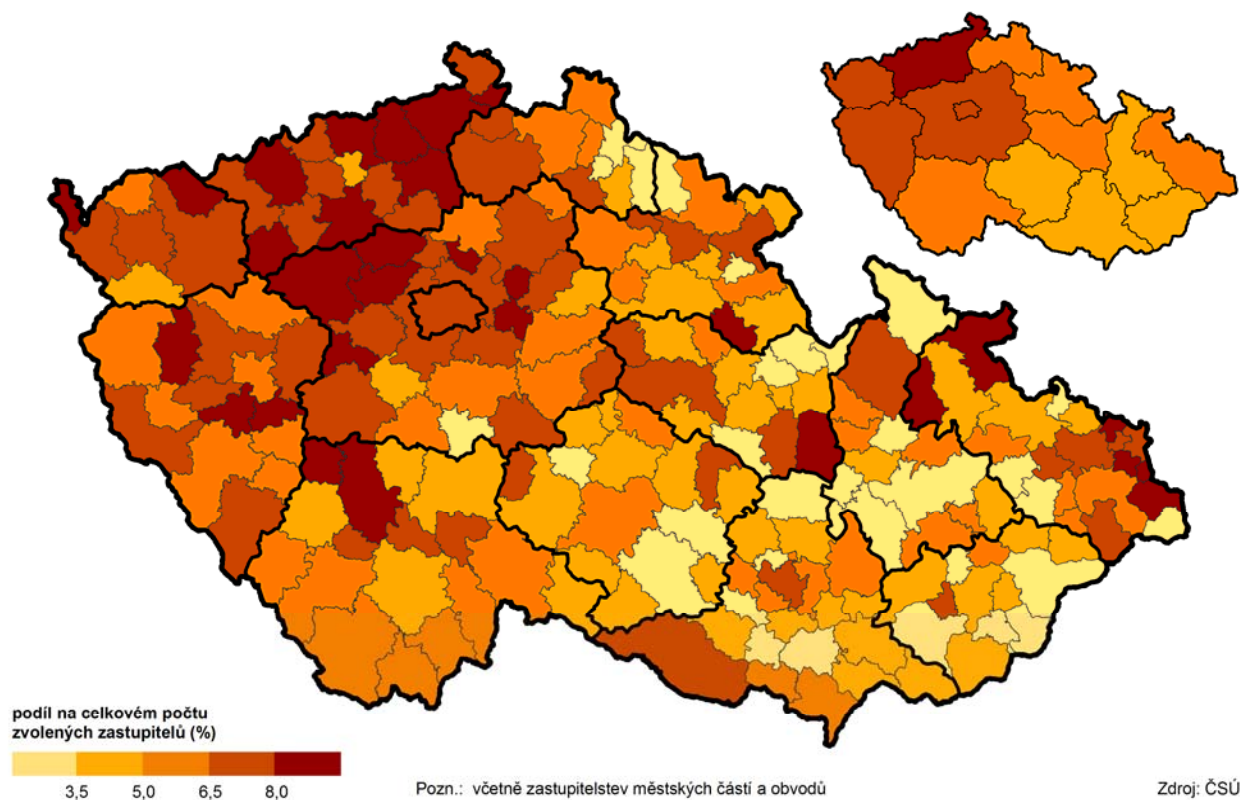 podíl na celkovém počtu
zvolených zastupitelů (%)
3,5 5,0 6,5 8,0
Pozn.: včetně zastupitelstev městských částí a obvodů
Zdroj: ČSÚ